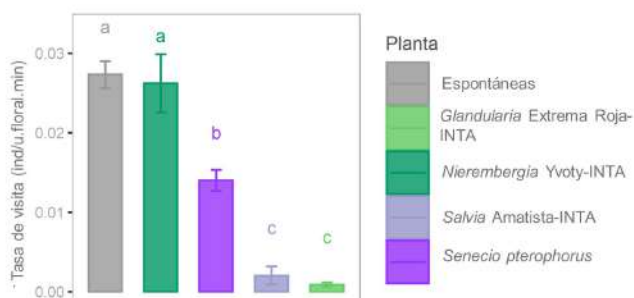 a
a
b
c
c
0.03
0.02
0.01
0.00
Tasa de visita (ind/u.floral.min)
Planta
Espontáneas
Glandularia Extrema Roja-
INTA
Nierembergia Yvoty-INTA
Salvia Amatista-INTA
Senecio pterophorus